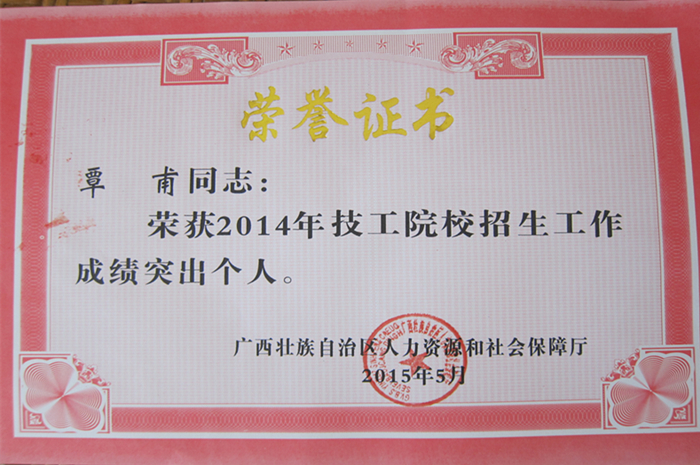 荣誉证书
覃 甫同志：
荣获2014年技工院校招生工作
成绩突出个人。
广西壮族自治区人力资源和社会保障厅
2015年5月